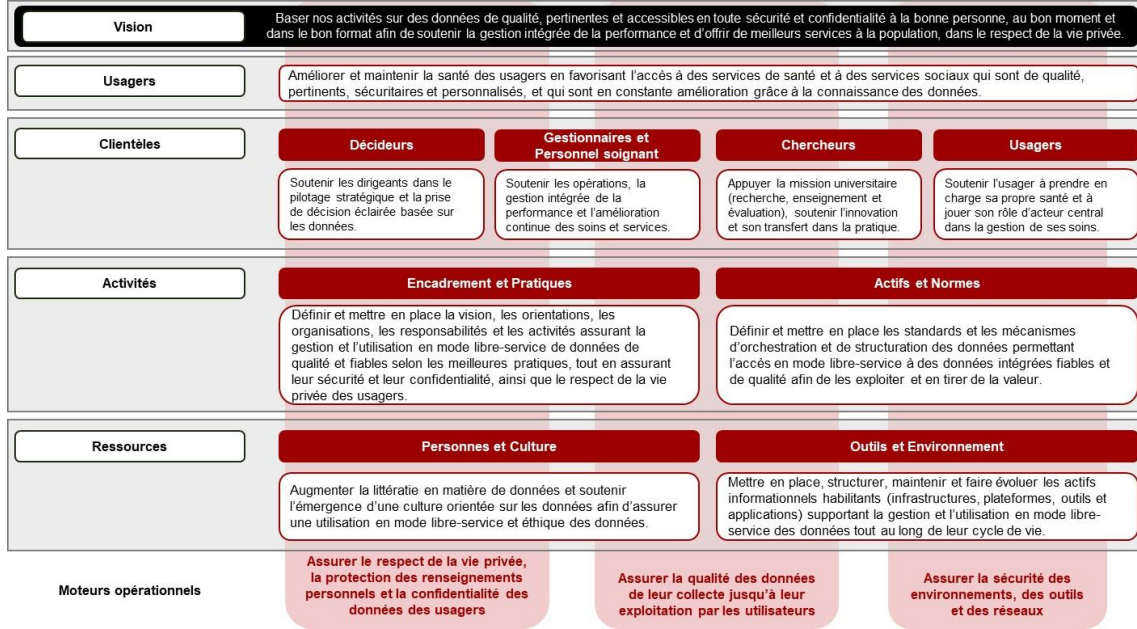 Vision
Baser nos activités sur des données de qualité, pertinentes et accessibles en toute sécurité et confidentialité à la bonne personne, au bon moment et
dans le bon format afin de soutenir la gestion intégrée de la performance et d'offrir de meilleurs services à la population, dans le respect de la vie privée.
Usagers
Améliorer et maintenir la santé des usagers en favorisant l'accès à des services de santé et à des services sociaux qui sont de qualité,
pertinents, sécuritaires et personnalisés, et qui sont en constante amélioration grâce à la connaissance des données.
Clientèles
Décideurs
Soutenir les dirigeants dans le
pilotage stratégique et la prise
de décision éclairée basée sur
les données.
Gestionnaires et
Personnel soignant
Soutenir les opérations, la
gestion intégrée de la
performance et l'amélioration
continue des soins et services.
Chercheurs
Appuyer la mission universitaire
(recherche, enseignement et
évaluation), soutenir l'innovation
et son transfert dans la pratique.
Usagers
Soutenir l'usager à prendre en
charge sa propre santé et à
jouer son rôle d'acteur central
dans la gestion de ses soins.
Activités
Encadrement et Pratiques
Définir et mettre en place la vision, les orientations, les
organisations, les responsabilités et les activités assurant la
gestion et l'utilisation en mode libre-service de données de
qualité et fiables selon les meilleures pratiques, tout en assurant
leur sécurité et leur confidentialité, ainsi que le respect de la vie
privée des usagers.
Actifs et Normes
Définir et mettre en place les standards et les mécanismes
d'orchestration et de structuration des données permettant
l'accès en mode libre-service à des données intégrées fiables et
de qualité afin de les exploiter et en tirer de la valeur.
Ressources
Personnes et Culture
Augmenter la littératie en matière de données et soutenir
l'émergence d'une culture orientée sur les données afin d'assurer
une utilisation en mode libre-service et éthique des données.
Outils et Environnement
Mettre en place, structurer, maintenir et faire évoluer les actifs
informationnels habilitants (infrastructures, plateformes, outils et
applications) supportant la gestion et l'utilisation en mode libre-
service des données tout au long de leur cycle de vie.
Moteurs opérationnels
Assurer le respect de la vie privée,
la protection des renseignements
personnels et la confidentialité des
données des usagers
Assurer la qualité des données
de leur collecte jusqu'à leur
exploitation par les utilisateurs
Assurer la sécurité des
environnements, des outils
et des réseaux